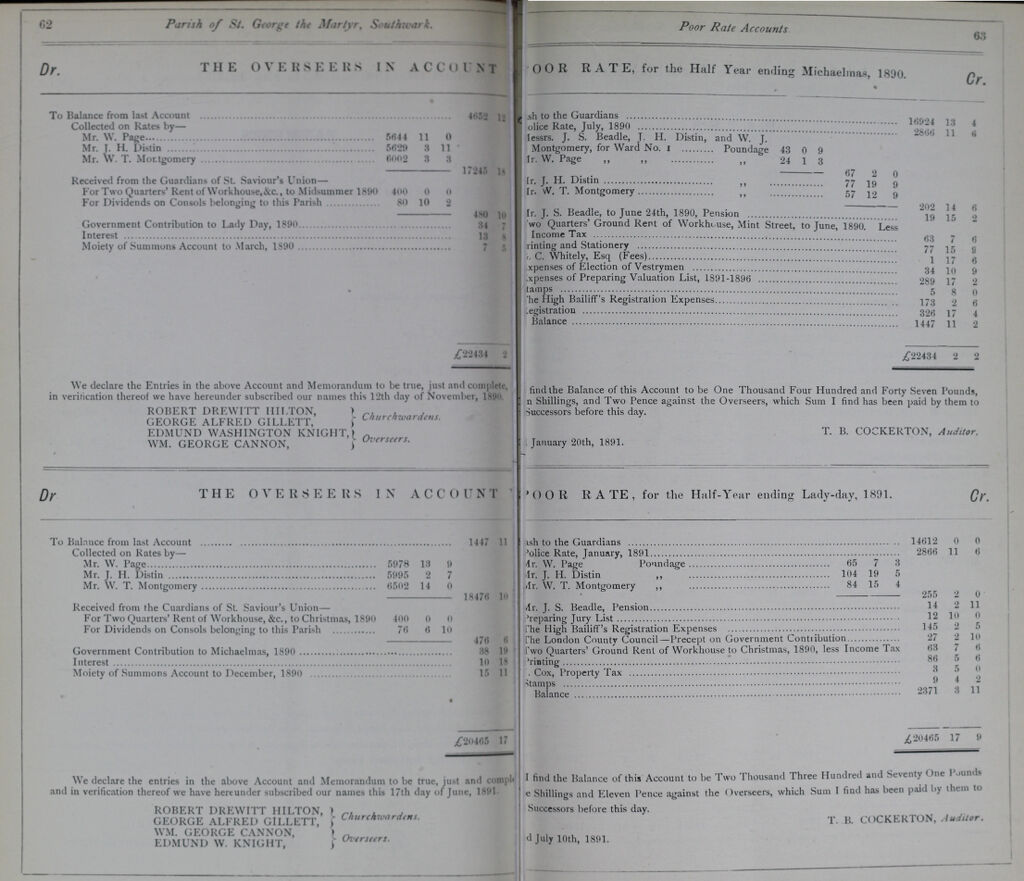 62
Parish of St. George the Martyr, Southwark.
Dr.
THE OVERSEERS IN ACCOUNT
To Balance from last Account 4652 12
Collected on Rates by—
Mr. W. Page 5644 11 0
Mr. J. H. Distin 5629 3 11
Mr. W. T. Montgomery 6002 3 3
17245 18
Received from the Guardians of St. Saviour's Union—
For Two Quarters' Rent of Workhouse,&c., to Midsummer 1890 400 0 0
For Dividends on Consols belonging to this Parish 80 10 2
480 10
Government Contribution to Lady Day, 1890 34 7
Interest 13 8
Moiety of Summons Account to March, 1890 7 5
£22434 2
We declare the Entries in the above Account and Memorandum to be true, just and complete,
in verification thereof we have hereunder subscribed our names this 12th day of November, 1890.
ROBERT DREWITT HILTON,
GEORGE ALFRED GILLETT,
Churchwardens.
EDMUND WASHINGTON KNIGHT,
WM. GEORGE CANNON,
Overseers.
Dr
THE OVERSEERS IN ACCOUNT
To Balance from last Account 1447 11
Collected on Rates by—
Mr. W. Page 5978 13 9
Mr. J. H. Distin 5995 2 7
Mr. W. T. Montgomery 6502 14 0
18476 10
Received from the Guardians of St. Saviour's Union—
For Two Quarters' Rent of Workhouse, &c., to Christmas, 1890 400 0 0
For Dividends on Consols belonging to this Parish 76 6 10
476 6
Government Contribution to Michaelmas, 1890 38 19
Interest 10 18
Moiety of Summons Account to December, 1890 15 11
£20465 17
We declare the entries in the above Account and Memorandum to be true, just and compl
and in verification thereof we have hereunder subscribed our names this 17th day of June, 1891.
ROBERT DREWITT HILTON,
GEORGE ALFRED GILLETT,
Churchwardens.
WM. GEORGE CANNON,
EDMUND W. KNIGHT,
Overseers.
Poor Rate Accounts
63
OOR RATE, for the Half Year ending Michaelmas, 1890.
Cr.
sh to the Guardians 16924 13 4
olice Rate, July, 1890 2866 11 6
Messrs. J. S. Beadle, J. H. Distin, and W. J.
Montgomery, for Ward No. 1 Poundage 43 0 9
Mr. W. Page ,, ,, ,, 24 1 3
67 2 0
Mr. J. H. Distin ,, 77 19 9
Mr. W. T. Montgomery ,, 57 12 9
202 14 6
Mr. J. S. Beadle, to June 24th, 1890, Pension 19 15 2
wo Quarters' Ground Rent of Workhouse, Mint Street, to June, 1890. Less
Income Tax 63 7 6
rinting and Stationery 77 15 9
. C. Whitely, Esq (Fees) 1 17 6
xpenses of Election of Vestrymen 34 10 9
xpenses of Preparing Valuation List, 1891-1896 289 17 2
tamps 5 8 0
The High Bailiff's Registration Expenses 173 2 6
egistration 326 17 4
Balance 1447 11 2
£22434 2 2
find the Balance of this Account to be One Thousand Four Hundred and Forty Seven Pounds,
n Shillings, and Two Pence against the Overseers, which Sum I find has been paid by them to
Successors before this day.
T. B. COCKERTON, Auditor.
January 20th, 1891.
POOR RATE, for the Half-Year ending Lady-day, 1891.
Cr.
ash to the Guardians 14612 0 0
Police Rate, January, 1891 2866 11 6
Mr. W. Page Poundage 65 7 3
Mr. J. H. Distin ,, 104 19 5
Mr. W. T. Montgomery ,, 84 15 4
255 2 0
Mr. J. S. Beadle, Pension 14 2 11
Preparing Jury List 12 10 0
The High Bailiff's Registration Expenses 145 2 5
The London County Council—Precept on Government Contribution 27 2 10
Two Quarters' Ground Rent of Workhouse to Christmas, 1890, less Income Tax 63 7 6
Printing 86 5 6
. Cox, Property Tax 3 5 0
Stamps 9 4 2
Balance 2371 3 11
£20465 17 9
I find the Balance of this Account to be Two Thousand Three Hundred and Seventy One Pounds
e Shillings and Eleven Pence against the Overseers, which Sum I find has been paid by them to
Successors before this day.
T. B. COCKERTON, Auditor.
d July 10th, 1891.